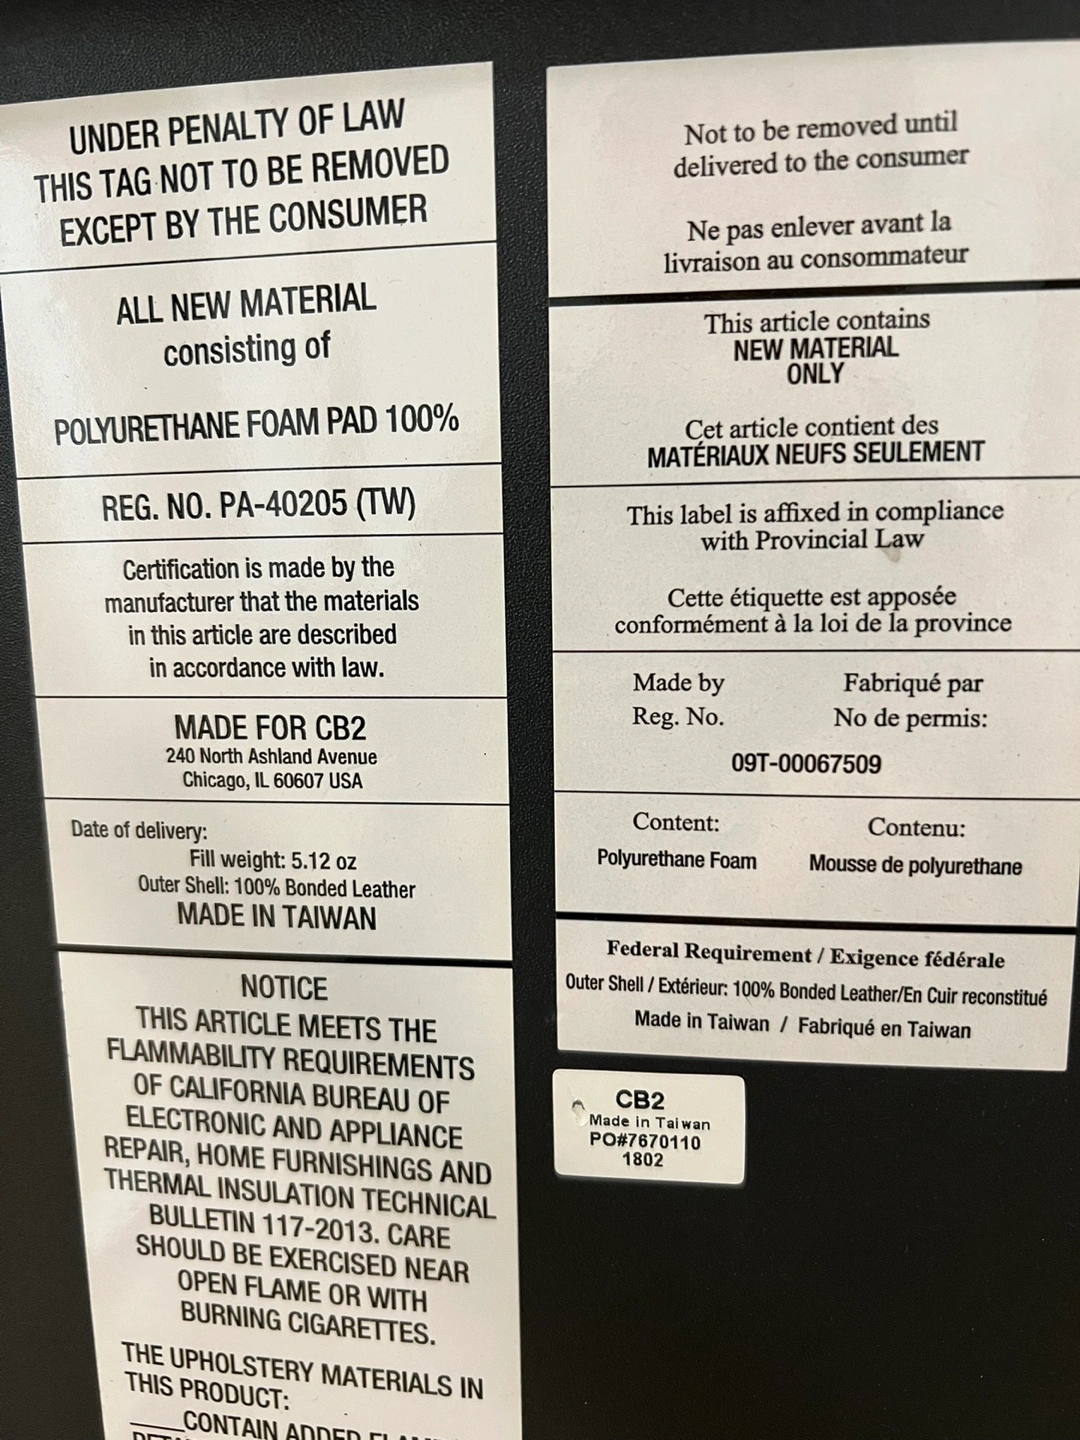 UNDER PENALTY OF LAW
THIS TAG NOT TO BE REMOVED
EXCEPT BY THE CONSUMER
ALL NEW MATERIAL
consisting of
POLYURETHANE FOAM PAD 100%
REG. NO. PA-40205 (TW)
Certification is made by the
manufacturer that the materials
in this article are described
in accordance with law.
MADE FOR CB2
240 North Ashland Avenue
Chicago, IL 60607 USA
Date of delivery:
Fill weight: 5.12 oz
Outer Shell: 100% Bonded Leather
MADE IN TAIWAN
NOTICE
THIS ARTICLE MEETS THE
FLAMMABILITY REQUIREMENTS
OF CALIFORNIA BUREAU OF
ELECTRONIC AND APPLIANCE
REPAIR, HOME FURNISHINGS AND
THERMAL INSULATION TECHNICAL
BULLETIN 117-2013. CARE
SHOULD BE EXERCISED NEAR
OPEN FLAME OR WITH
BURNING CIGARETTES.
THE UPHOLSTERY MATERIALS IN
THIS PRODUCT:
____CONTAIN ADDED
Not to be removed until
delivered to the consumer
Ne pas enlever avant la
livraison au consommateur
This article contains
NEW MATERIAL
ONLY
Cet article contient des
MATÉRIAUX NEUFS SEULEMENT
This label is affixed in compliance
with Provincial Law
Cette étiquette est apposée
conformément à la loi de la province
Made by Fabriqué par
Reg. No. No de permis:
09T-00067509
Content: Contenu:
Polyurethane Foam Mousse de polyurethane
Federal Requirement / Exigence fédérale
Outer Shell / Extérieur: 100% Bonded Leather/En Cuir reconstitué
Made in Taiwan / Fabriqué en Taiwan
CB2
Made in Taiwan
PO#7670110
1802